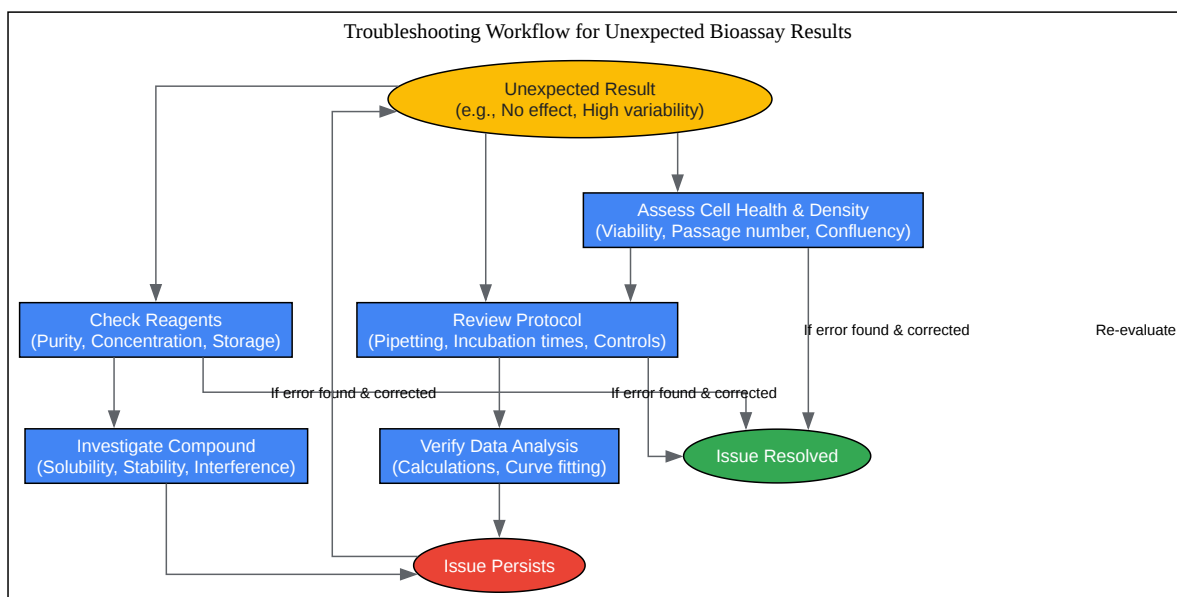 Troubleshooting Workflow for Unexpected Bioassay Results
Unexpected Result
(e.g., No effect, High variability)
Assess Cell Health & Density
(Viability, Passage number, Confluency)
Check Reagents
(Purity, Concentration, Storage)
Review Protocol
(Pipetting, Incubation times, Controls)
If error found & corrected
Re-evaluate
If error found & corrected
If error found & corrected
Investigate Compound
(Solubility, Stability, Interference)
Verify Data Analysis
(Calculations, Curve fitting)
Issue Resolved
Issue Persists